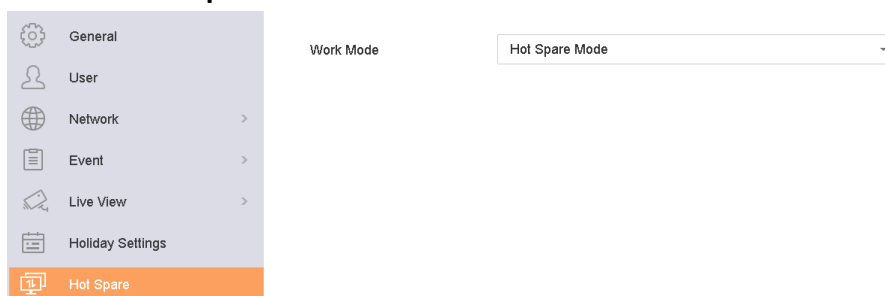 General
Work Mode
Hot Spare Mode
User
Network
Event
Live View
Holiday Settings
Hot Spare